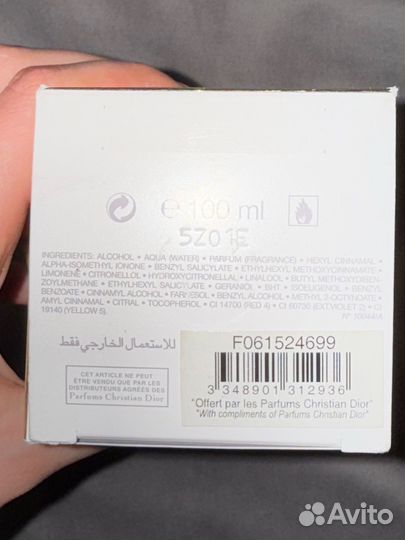 e 100 ml
5Z01E
INGREDIENTS: ALCOHOL • AQUA (WATER) • PARFUM (FRAGRANCE) • HEXYL CINNAMAL •
ALPHA-ISOMETHYL IONONE • BENZYL SALICYLATE • ETHYLHEXYL METHOXYCINNAMATE •
LIMONENE • CITRONELLOL • HYDROXYCITRONELLAL • LINALOOL • BUTYL METHOXYDIBEN-
ZOYLMETHANE • ETHYLHEXYL SALICYLATE • GERANIOL • BHT • ISOEUGENOL • BENZYL
BENZOATE • CINNAMYL ALCOHOL • FARNESOL • BENZYL ALCOHOL • METHYL 2-OCTYNOATE •
AMYL CINNAMAL • CITRAL • TOCOPHEROL • CI 14700 (RED 4) • CI 60730 (EXT.VIOLET 2) • CI
19140 (YELLOW 5).
للاستعمال الخارجي فقط
CET ARTICLE NE PEUT
ÊTRE VENDU QUE PAR LES
DISTRIBUTEURS AGRÉÉS DES
Parfums Christian Dior
F061524699
3 348901 312936
"Offert par les Parfums Christian Dior"
"With compliments of Parfums Christian Dior"
Avito